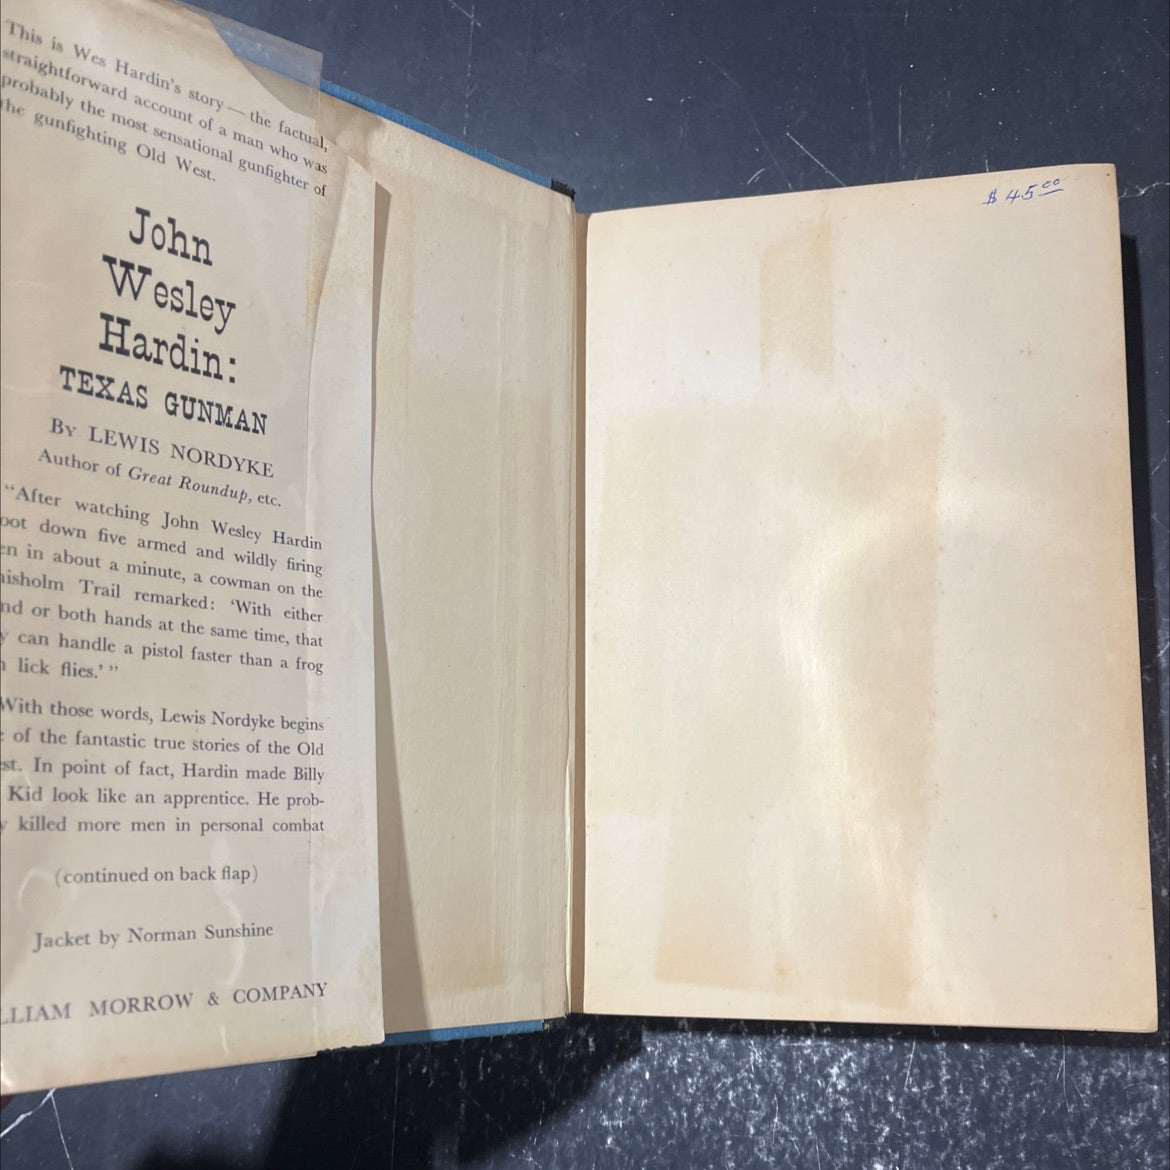 This is Wes Hardin's story — the factual,
straightforward account of a man who was
probably the most sensational gunfighter of
the gunfighting Old West.
John
Wesley
Hardin:
TEXAS GUNMAN
By LEWIS NORDYKE
Author of Great Roundup, etc.
"After watching John Wesley Hardin
oot down five armed and wildly firing
en in about a minute, a cowman on the
hisholm Trail remarked: 'With either
nd or both hands at the same time, that
y can handle a pistol faster than a frog
n lick flies.' "
With those words, Lewis Nordyke begins
e of the fantastic true stories of the Old
st. In point of fact, Hardin made Billy
Kid look like an apprentice. He prob-
y killed more men in personal combat
(continued on back flap)
Jacket by Norman Sunshine
LLIAM MORROW & COMPANY
$ 45.00